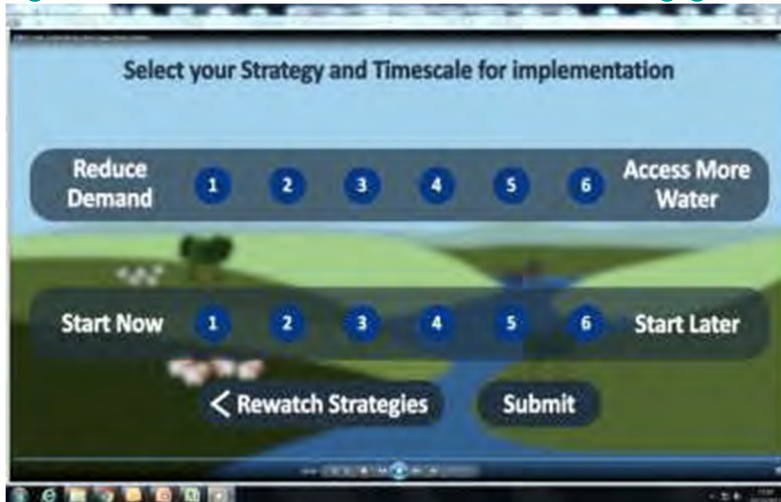 Select your Strategy and Timescale for implementation
Reduce Demand 1 2 3 4 5 6 Access More Water
Start Now 1 2 3 4 5 6 Start Later
< Rewatch Strategies Submit